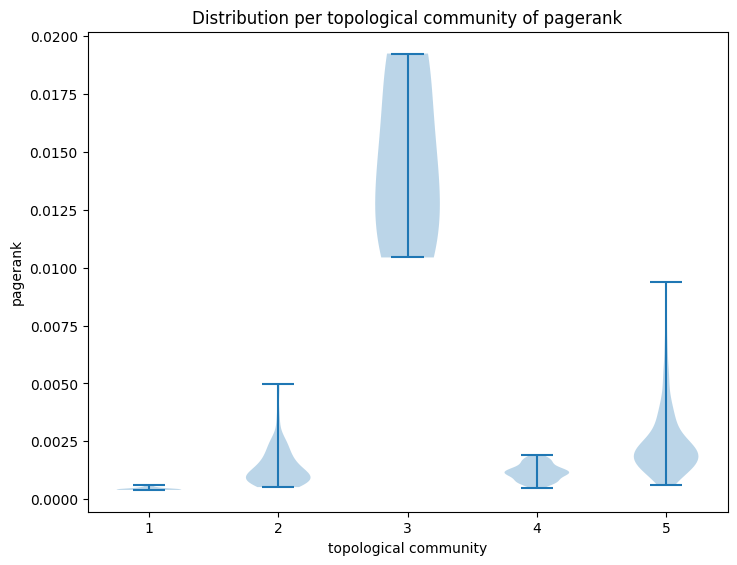 Distribution per topological community of pagerank
0.0200
0.0175
0.0150
0.0125
0.0100
0.0075
0.0050
0.0025
0.0000
pagerank
1 2 3 4 5
topological community